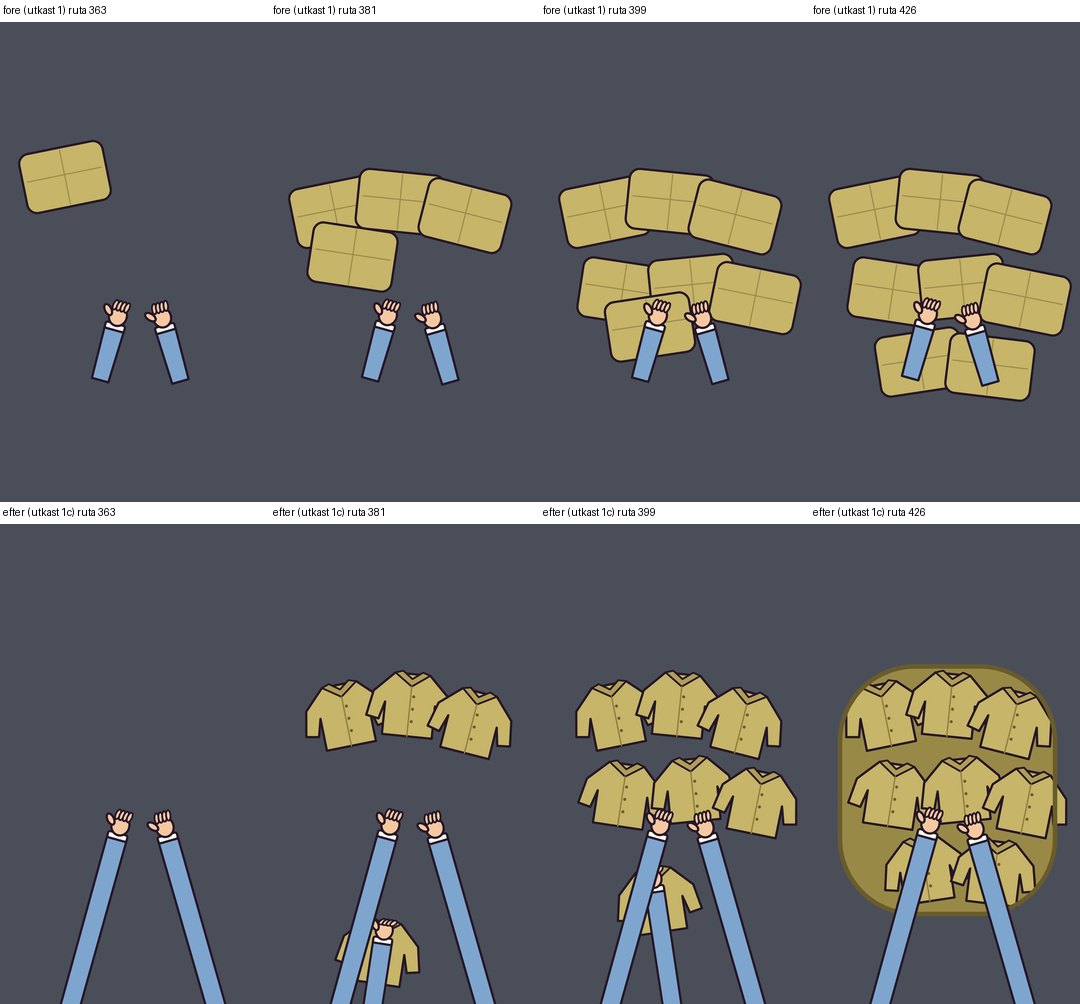 fore (utkast 1) ruta 363
fore (utkast 1) ruta 381
fore (utkast 1) ruta 399
fore (utkast 1) ruta 426
efter (utkast 1c) ruta 363
efter (utkast 1c) ruta 381
efter (utkast 1c) ruta 399
efter (utkast 1c) ruta 426